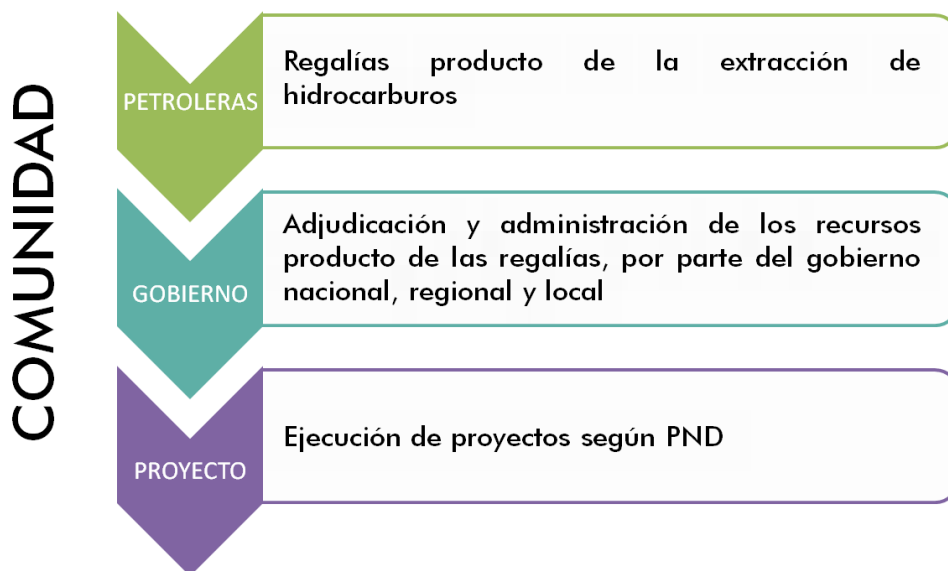 COMUNIDAD
PETROLERAS
Regalías producto de la extracción de
hidrocarburos
GOBIERNO
Adjudicación y administración de los recursos
producto de las regalías, por parte del gobierno
nacional, regional y local
PROYECTO
Ejecución de proyectos según PND